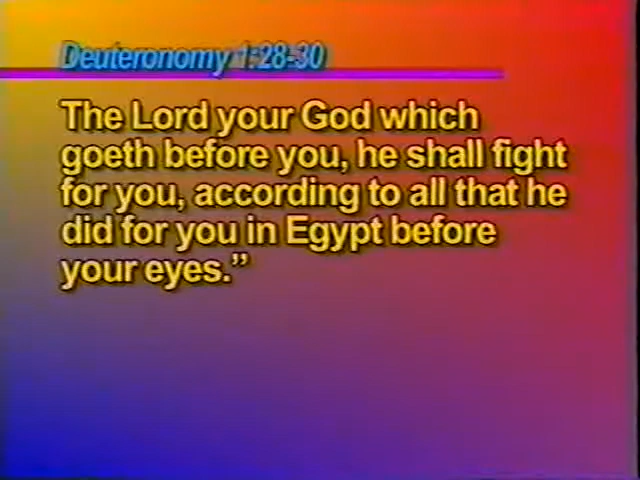 Deuteronomy 1:28-30
The Lord your God which
goeth before you, he shall fight
for you, according to all that he
did for you in Egypt before
your eyes.”